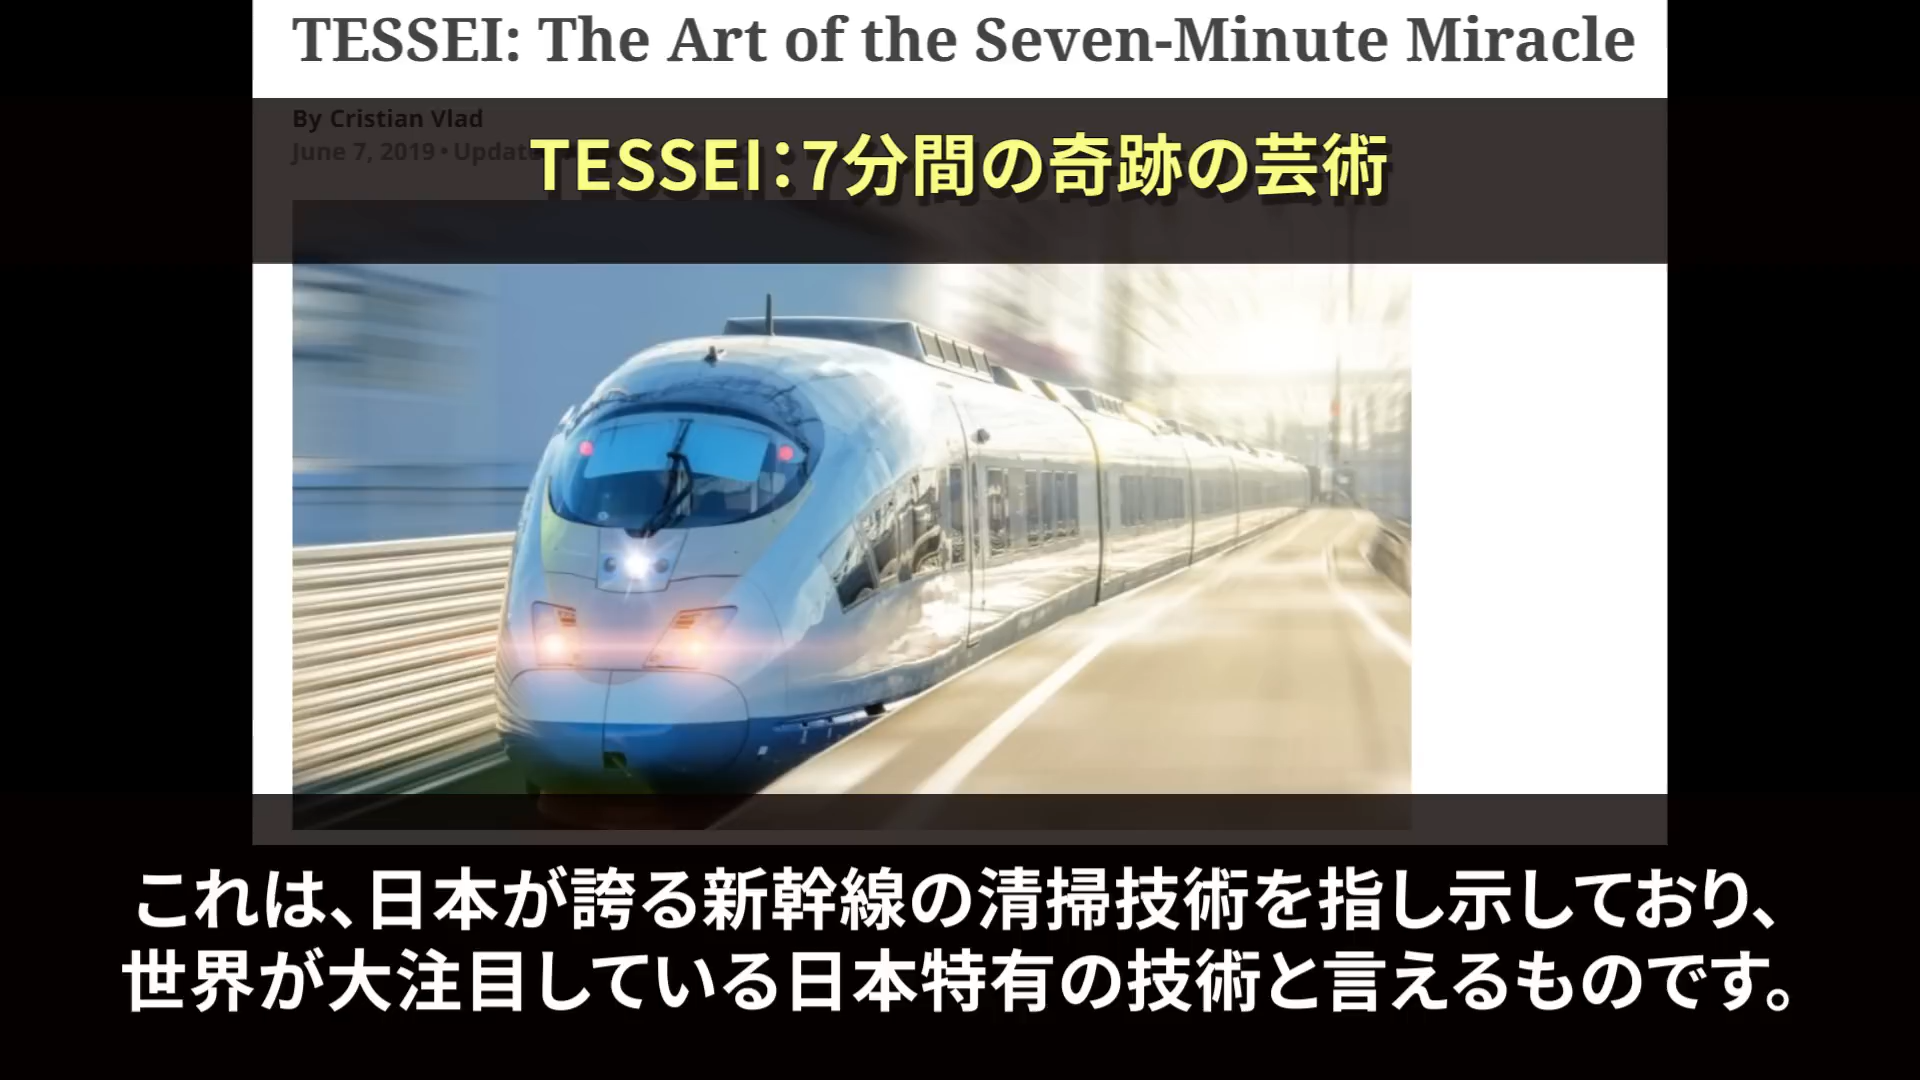 TESSEI: The Art of the Seven-Minute Miracle
By Cristian Vlad
June 7, 2019 •
TESSEI：7分間の奇跡の芸術
これは、日本が誇る新幹線の清掃技術を指し示しており、
世界が大注目している日本特有の技術と言えるものです。